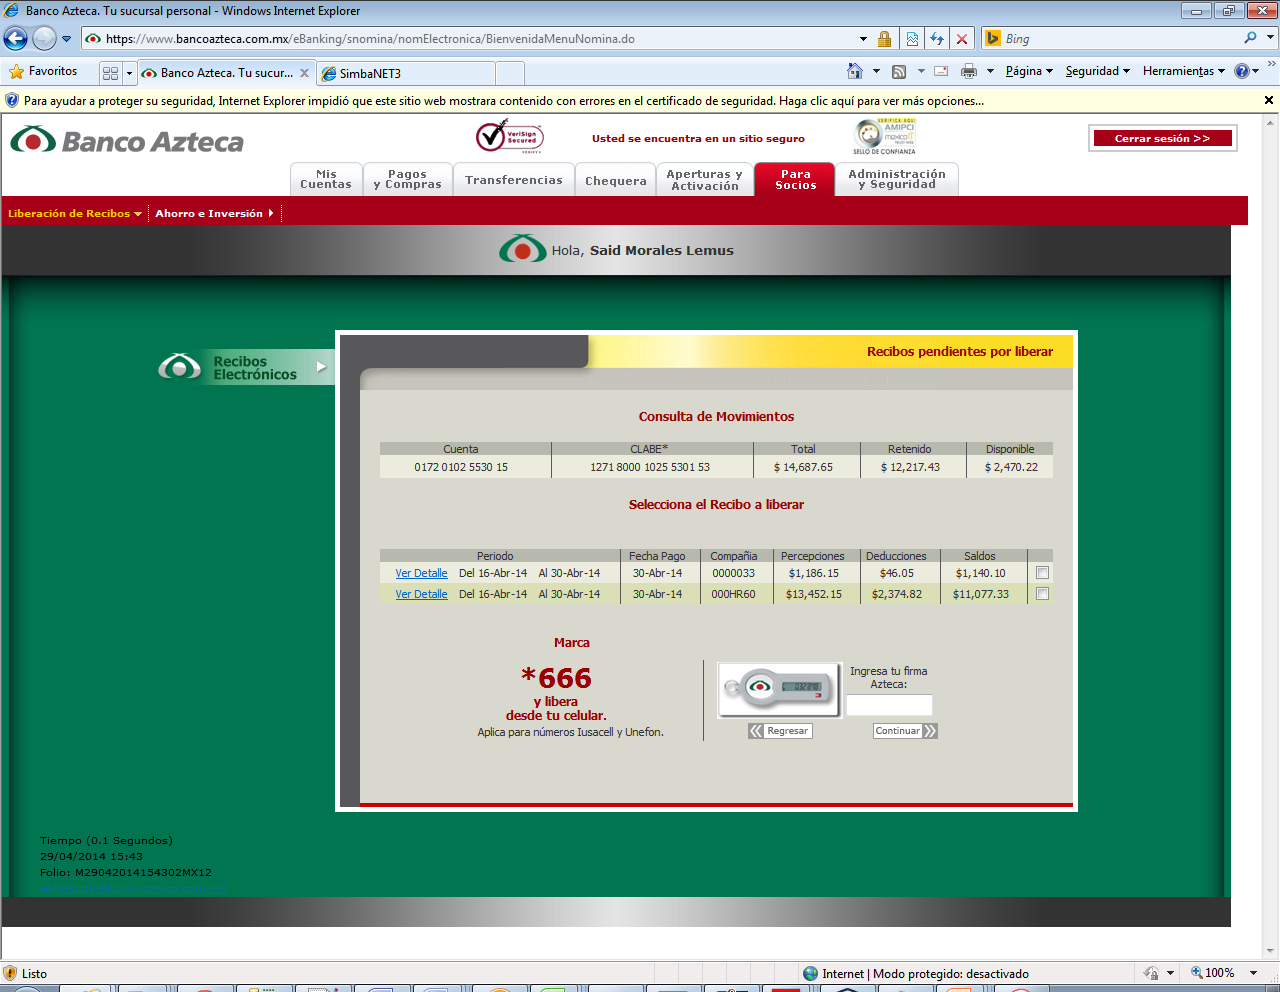 Banco Azteca. Tu sucursal personal - Windows Internet Explorer
https://www.bancoazteca.com.mx/eBanking/snomina/nomElectronica/BienvenidaMenuNomina.do
Bing
Favoritos
Banco Azteca. Tu sucur...
SimbaNET3
Página
Seguridad
Herramientas
Para ayudar a proteger su seguridad, Internet Explorer impidió que este sitio web mostrara contenido con errores en el certificado de seguridad. Haga clic aquí para ver más opciones...
Banco Azteca
VeriSign Secured
VERIFY
Usted se encuentra en un sitio seguro
VERIFICA AQUI
AMIPCI
SELLO DE CONFIANZA
Cerrar sesión >>
Mis Cuentas
Pagos y Compras
Transferencias
Chequera
Aperturas y Activación
Para Socios
Administración y Seguridad
Liberación de Recibos
Ahorro e Inversión
Hola, Said Morales Lemus
Recibos Electrónicos
Recibos pendientes por liberar
Consulta de Movimientos
Cuenta CLABE* Total Retenido Disponible
0172 0102 5530 15 1271 8000 1025 5301 53 $ 14,687.65 $ 12,217.43 $ 2,470.22
Selecciona el Recibo a liberar
Periodo Fecha Pago Compañia Percepciones Deducciones Saldos
Ver Detalle Del 16-Abr-14 Al 30-Abr-14 30-Abr-14 0000033 $1,186.15 $46.05 $1,140.10
Ver Detalle Del 16-Abr-14 Al 30-Abr-14 30-Abr-14 000HR60 $13,452.15 $2,374.82 $11,077.33
Marca
*666
y libera
desde tu celular.
Aplica para números Iusacell y Unefon.
Ingresa tu firma
Azteca:
Regresar
Continuar
Tiempo (0.1 Segundos)
29/04/2014 15:43
Folio: M29042014154302MX12
Listo
Internet | Modo protegido: desactivado
100%